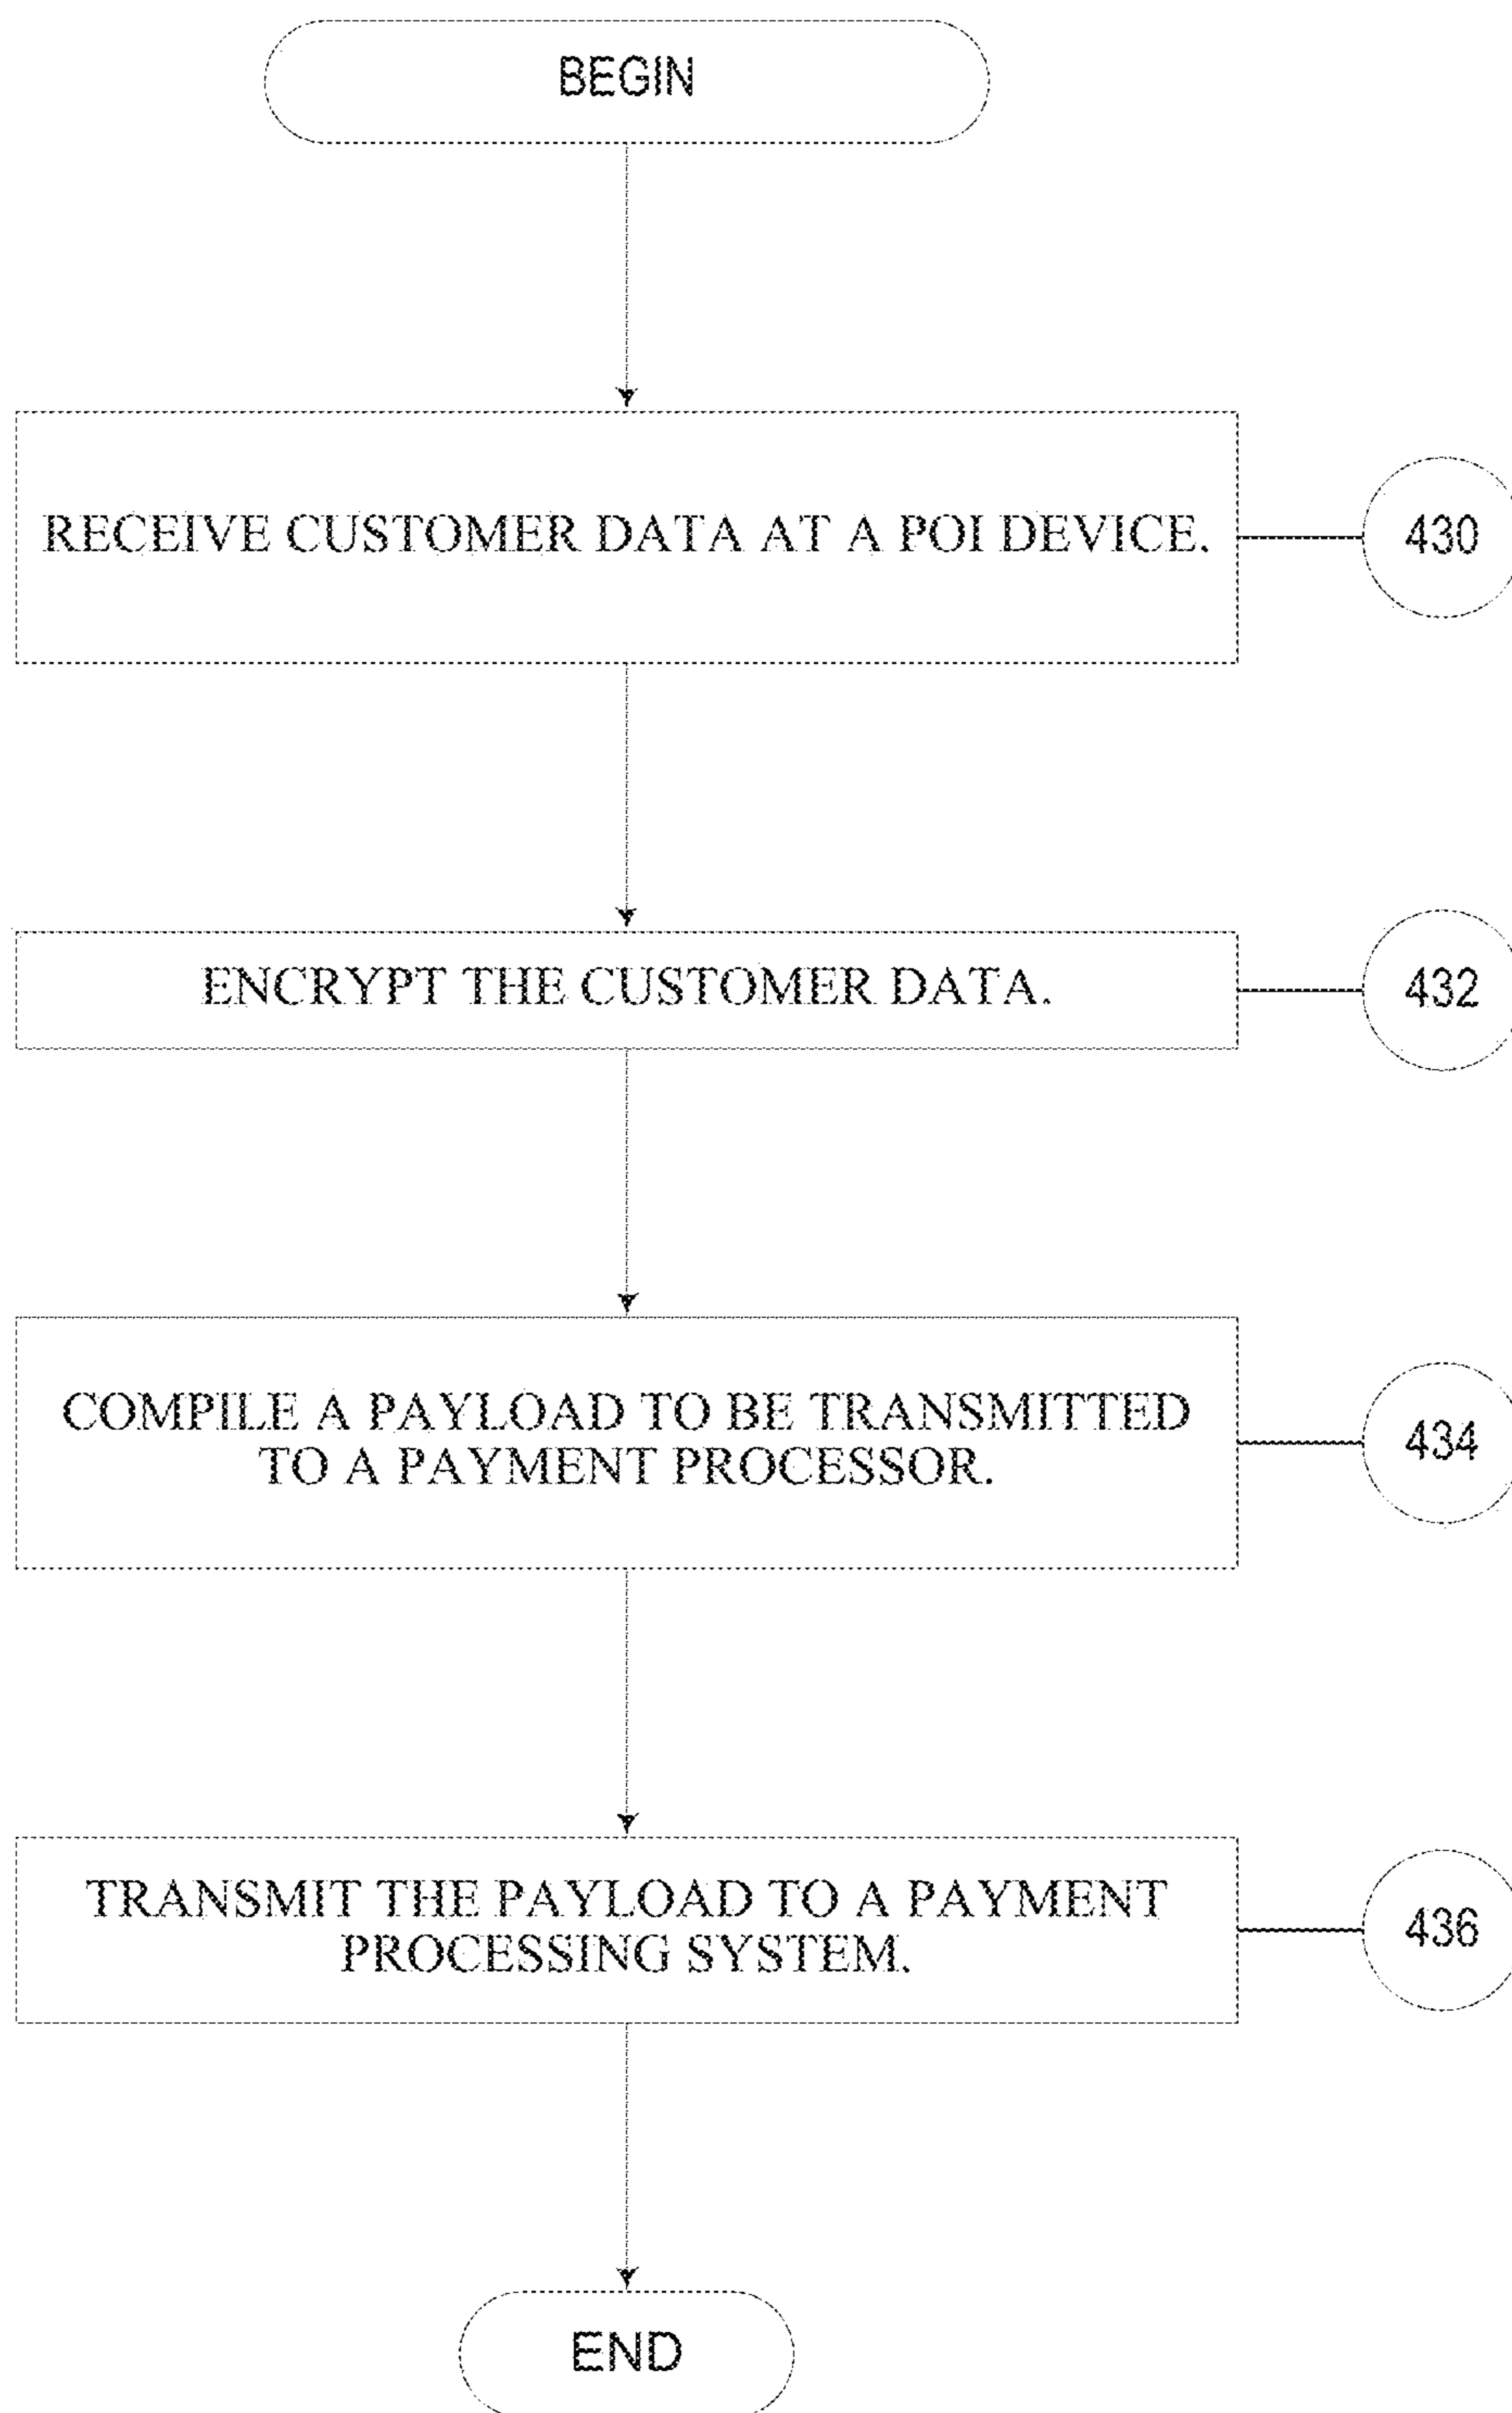 BEGIN
RECEIVE CUSTOMER DATA AT A POI DEVICE.
430
ENCRYPT THE CUSTOMER DATA.
432
COMPILE A PAYLOAD TO BE TRANSMITTED
TO A PAYMENT PROCESSOR.
434
TRANSMIT THE PAYLOAD TO A PAYMENT
PROCESSING SYSTEM.
436
END